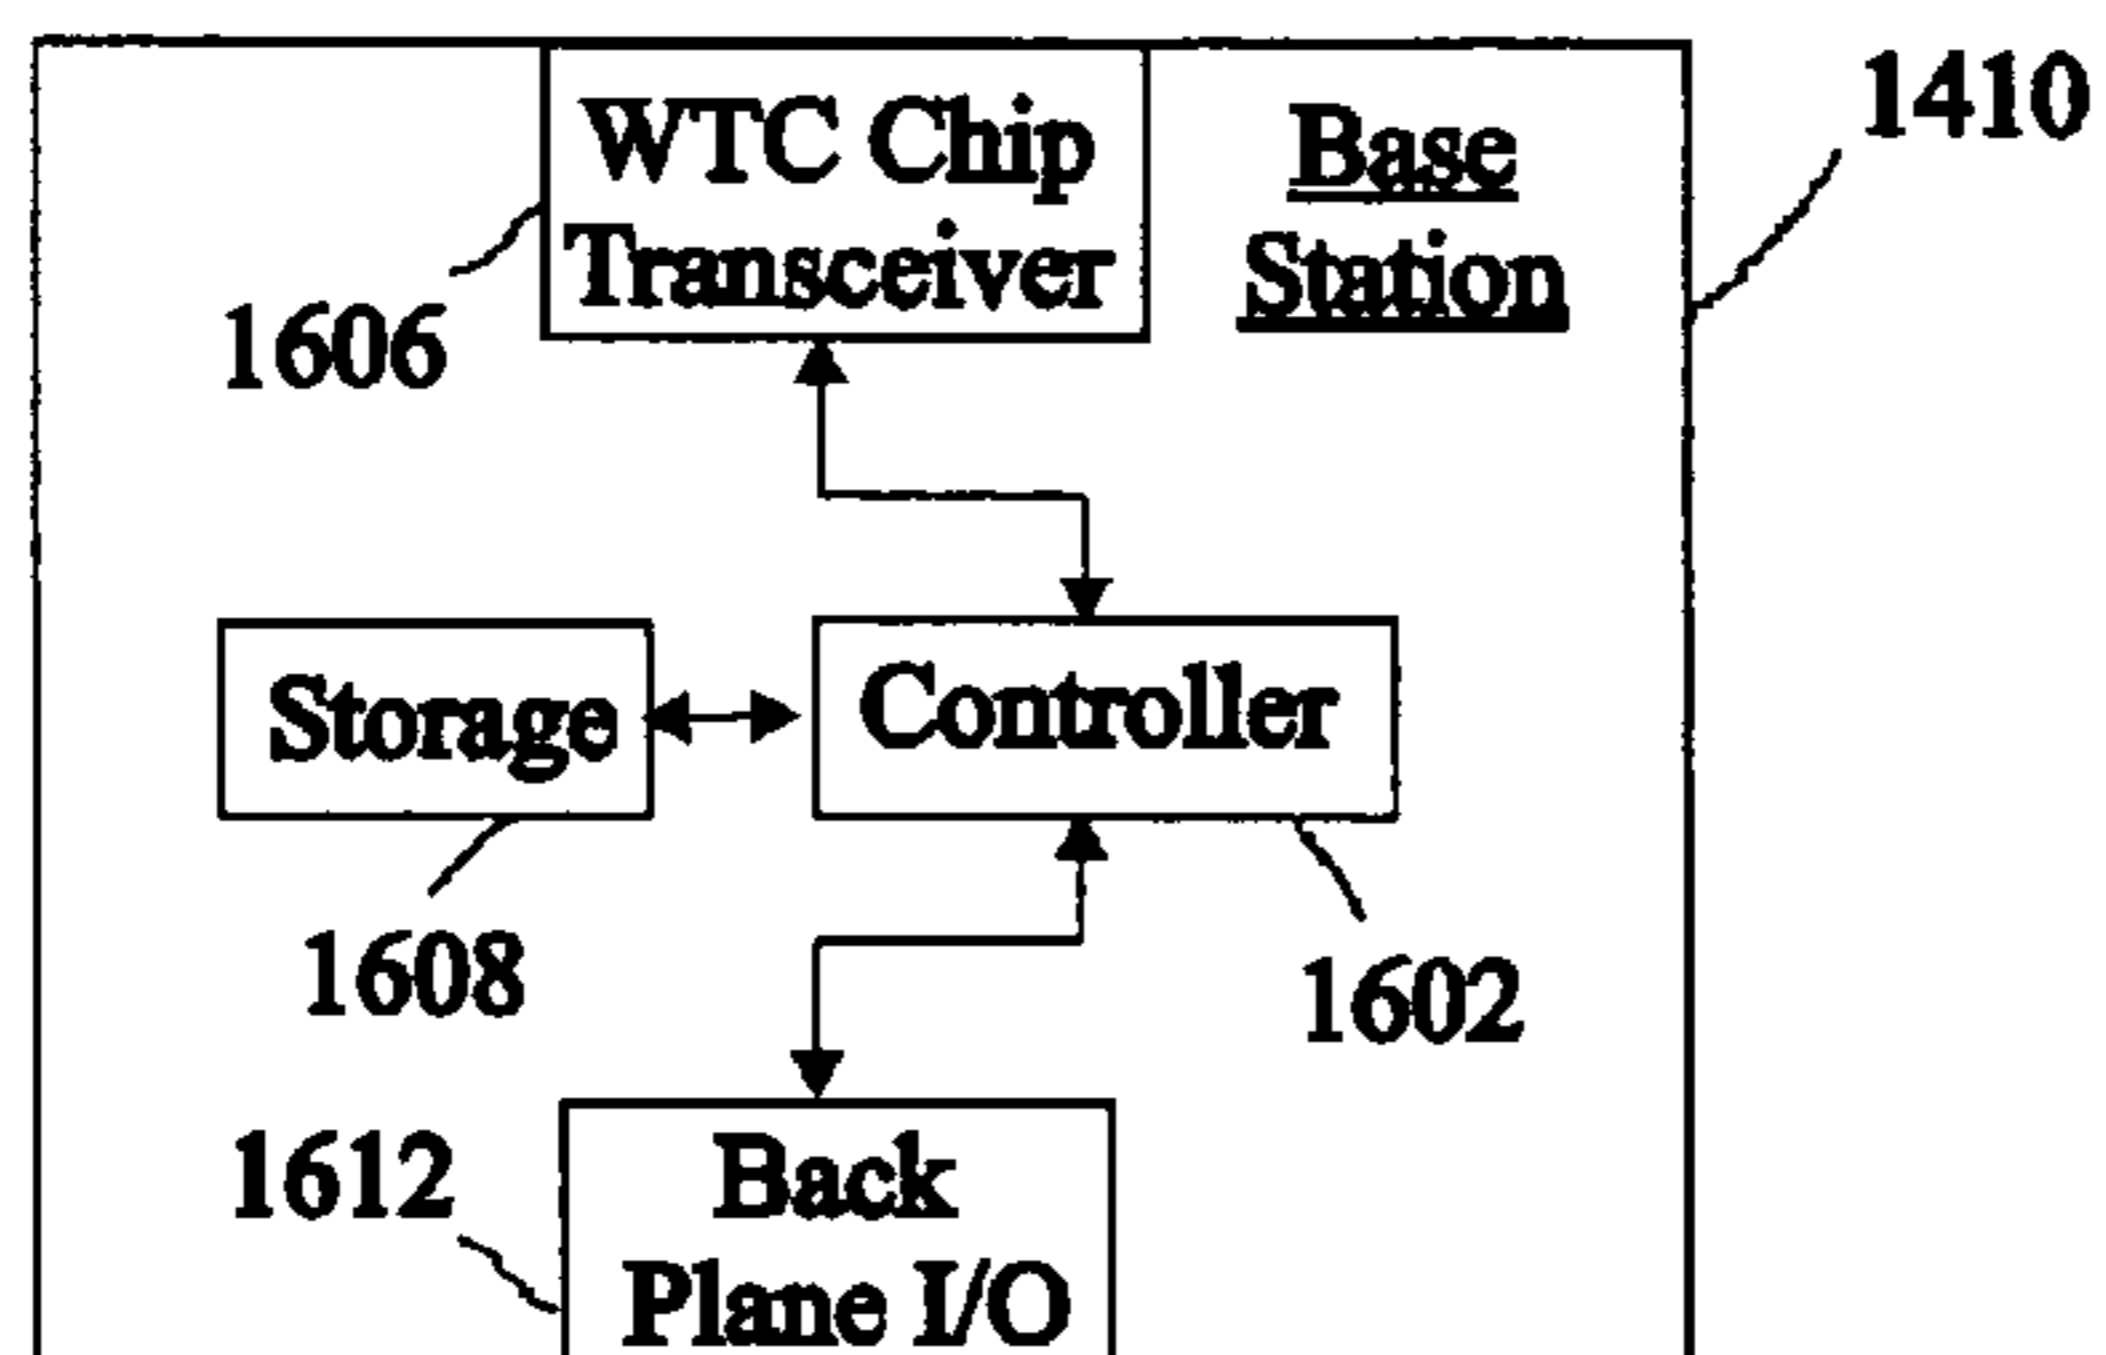 1410
WTC Chip
Transceiver
Base
Station
1606
Storage
Controller
1608
1602
1612
Back
Plane I/O